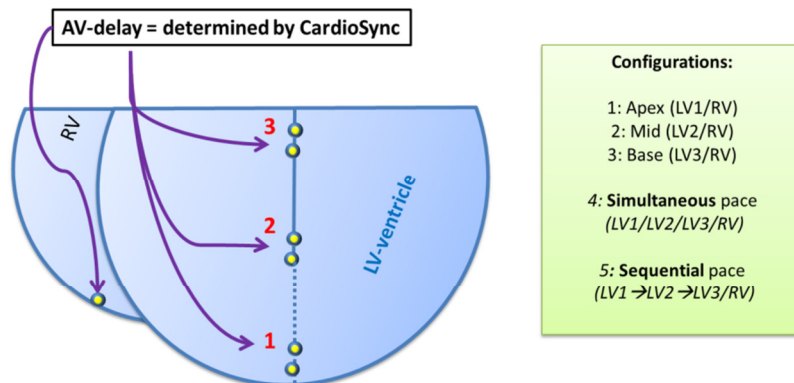 AV-delay = determined by CardioSync
RV
3
2
1
LV-ventricle
Configurations:
1: Apex (LV1/RV)
2: Mid (LV2/RV)
3: Base (LV3/RV)
4: Simultaneous pace
(LV1/LV2/LV3/RV)
5: Sequential pace
(LV1→LV2→LV3/RV)